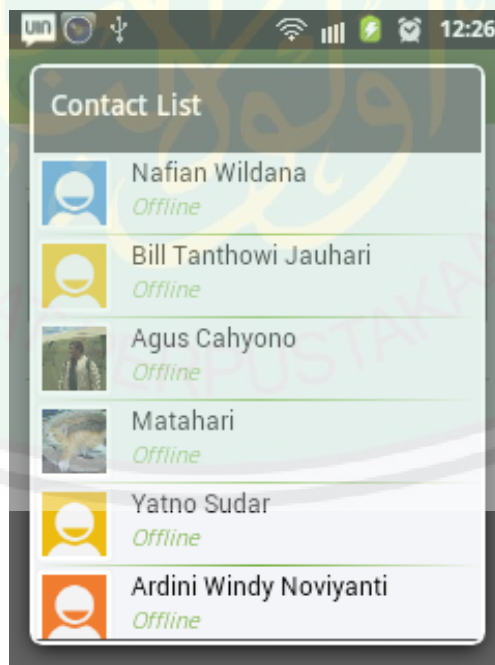 UIN
12:26
Contact List
Nafian Wildana
Offline
Bill Tanthowi Jauhari
Offline
Agus Cahyono
Offline
Matahari
Offline
Yatno Sudar
Offline
Ardini Windy Noviyanti
Offline